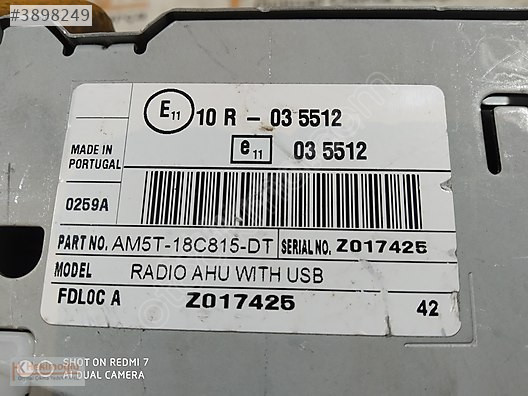 #3898249
E11 10 R - 03 5512
e11 03 5512
MADE IN
PORTUGAL
0259A
PART NO. AM5T-18C815-DT SERIAL NO. Z017425
MODEL RADIO AHU WITH USB
FDL0C A Z017425 42
SHOT ON REDMI 7
AI DUAL CAMERA